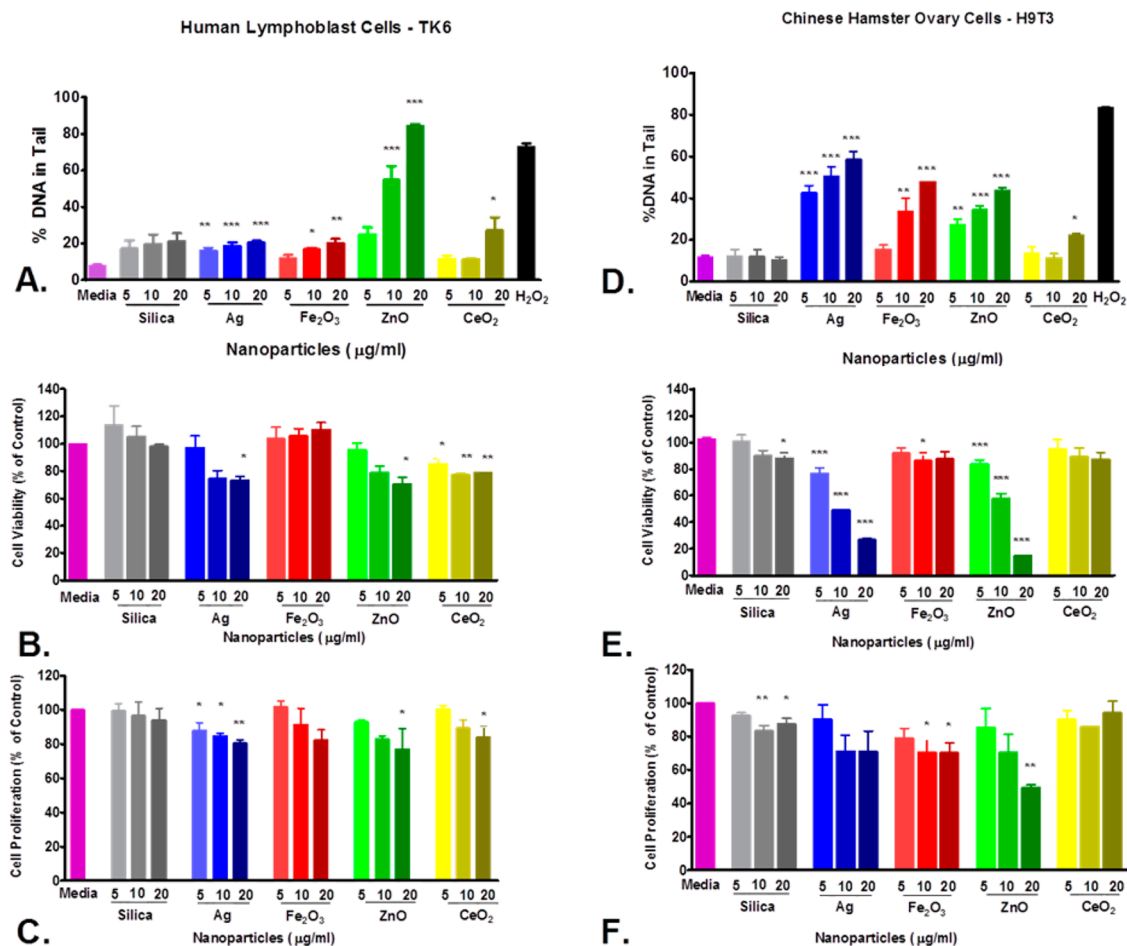 Human Lymphoblast Cells - TK6
% DNA in Tail
100
80
60
40
20
0
** *** *** * ** *** *** *
Media 5 10 20 5 10 20 5 10 20 5 10 20 5 10 20 H2O2
Silica Ag Fe2O3 ZnO CeO2
A.
Nanoparticles ( µg/ml)
Cell Viability (% of Control)
140
120
100
80
60
40
20
0
* * * ** **
Media 5 10 20 5 10 20 5 10 20 5 10 20 5 10 20
Silica Ag Fe2O3 ZnO CeO2
B.
Nanoparticles ( µg/ml)
Cell Proliferation (% of Control)
120
100
80
60
40
20
0
* * ** * *
Media 5 10 20 5 10 20 5 10 20 5 10 20 5 10 20
Silica Ag Fe2O3 ZnO CeO2
C.
Nanoparticles ( µg/ml)
Chinese Hamster Ovary Cells - H9T3
%DNA in Tail
100
80
60
40
20
0
*** *** *** ** *** ** *** *** *
Media 5 10 20 5 10 20 5 10 20 5 10 20 5 10 20 H2O2
Silica Ag Fe2O3 ZnO CeO2
D.
Nanoparticles ( µg/ml)
Cell Viability (% of Control)
140
120
100
80
60
40
20
0
* *** *** *** * *** *** ***
Media 5 10 20 5 10 20 5 10 20 5 10 20 5 10 20
Silica Ag Fe2O3 ZnO CeO2
E.
Nanoparticles ( µg/ml)
Cell Proliferation (% of Control)
120
100
80
60
40
20
0
** * * * **
Media 5 10 20 5 10 20 5 10 20 5 10 20 5 10 20
Silica Ag Fe2O3 ZnO CeO2
F.
Nanoparticles ( µg/ml)